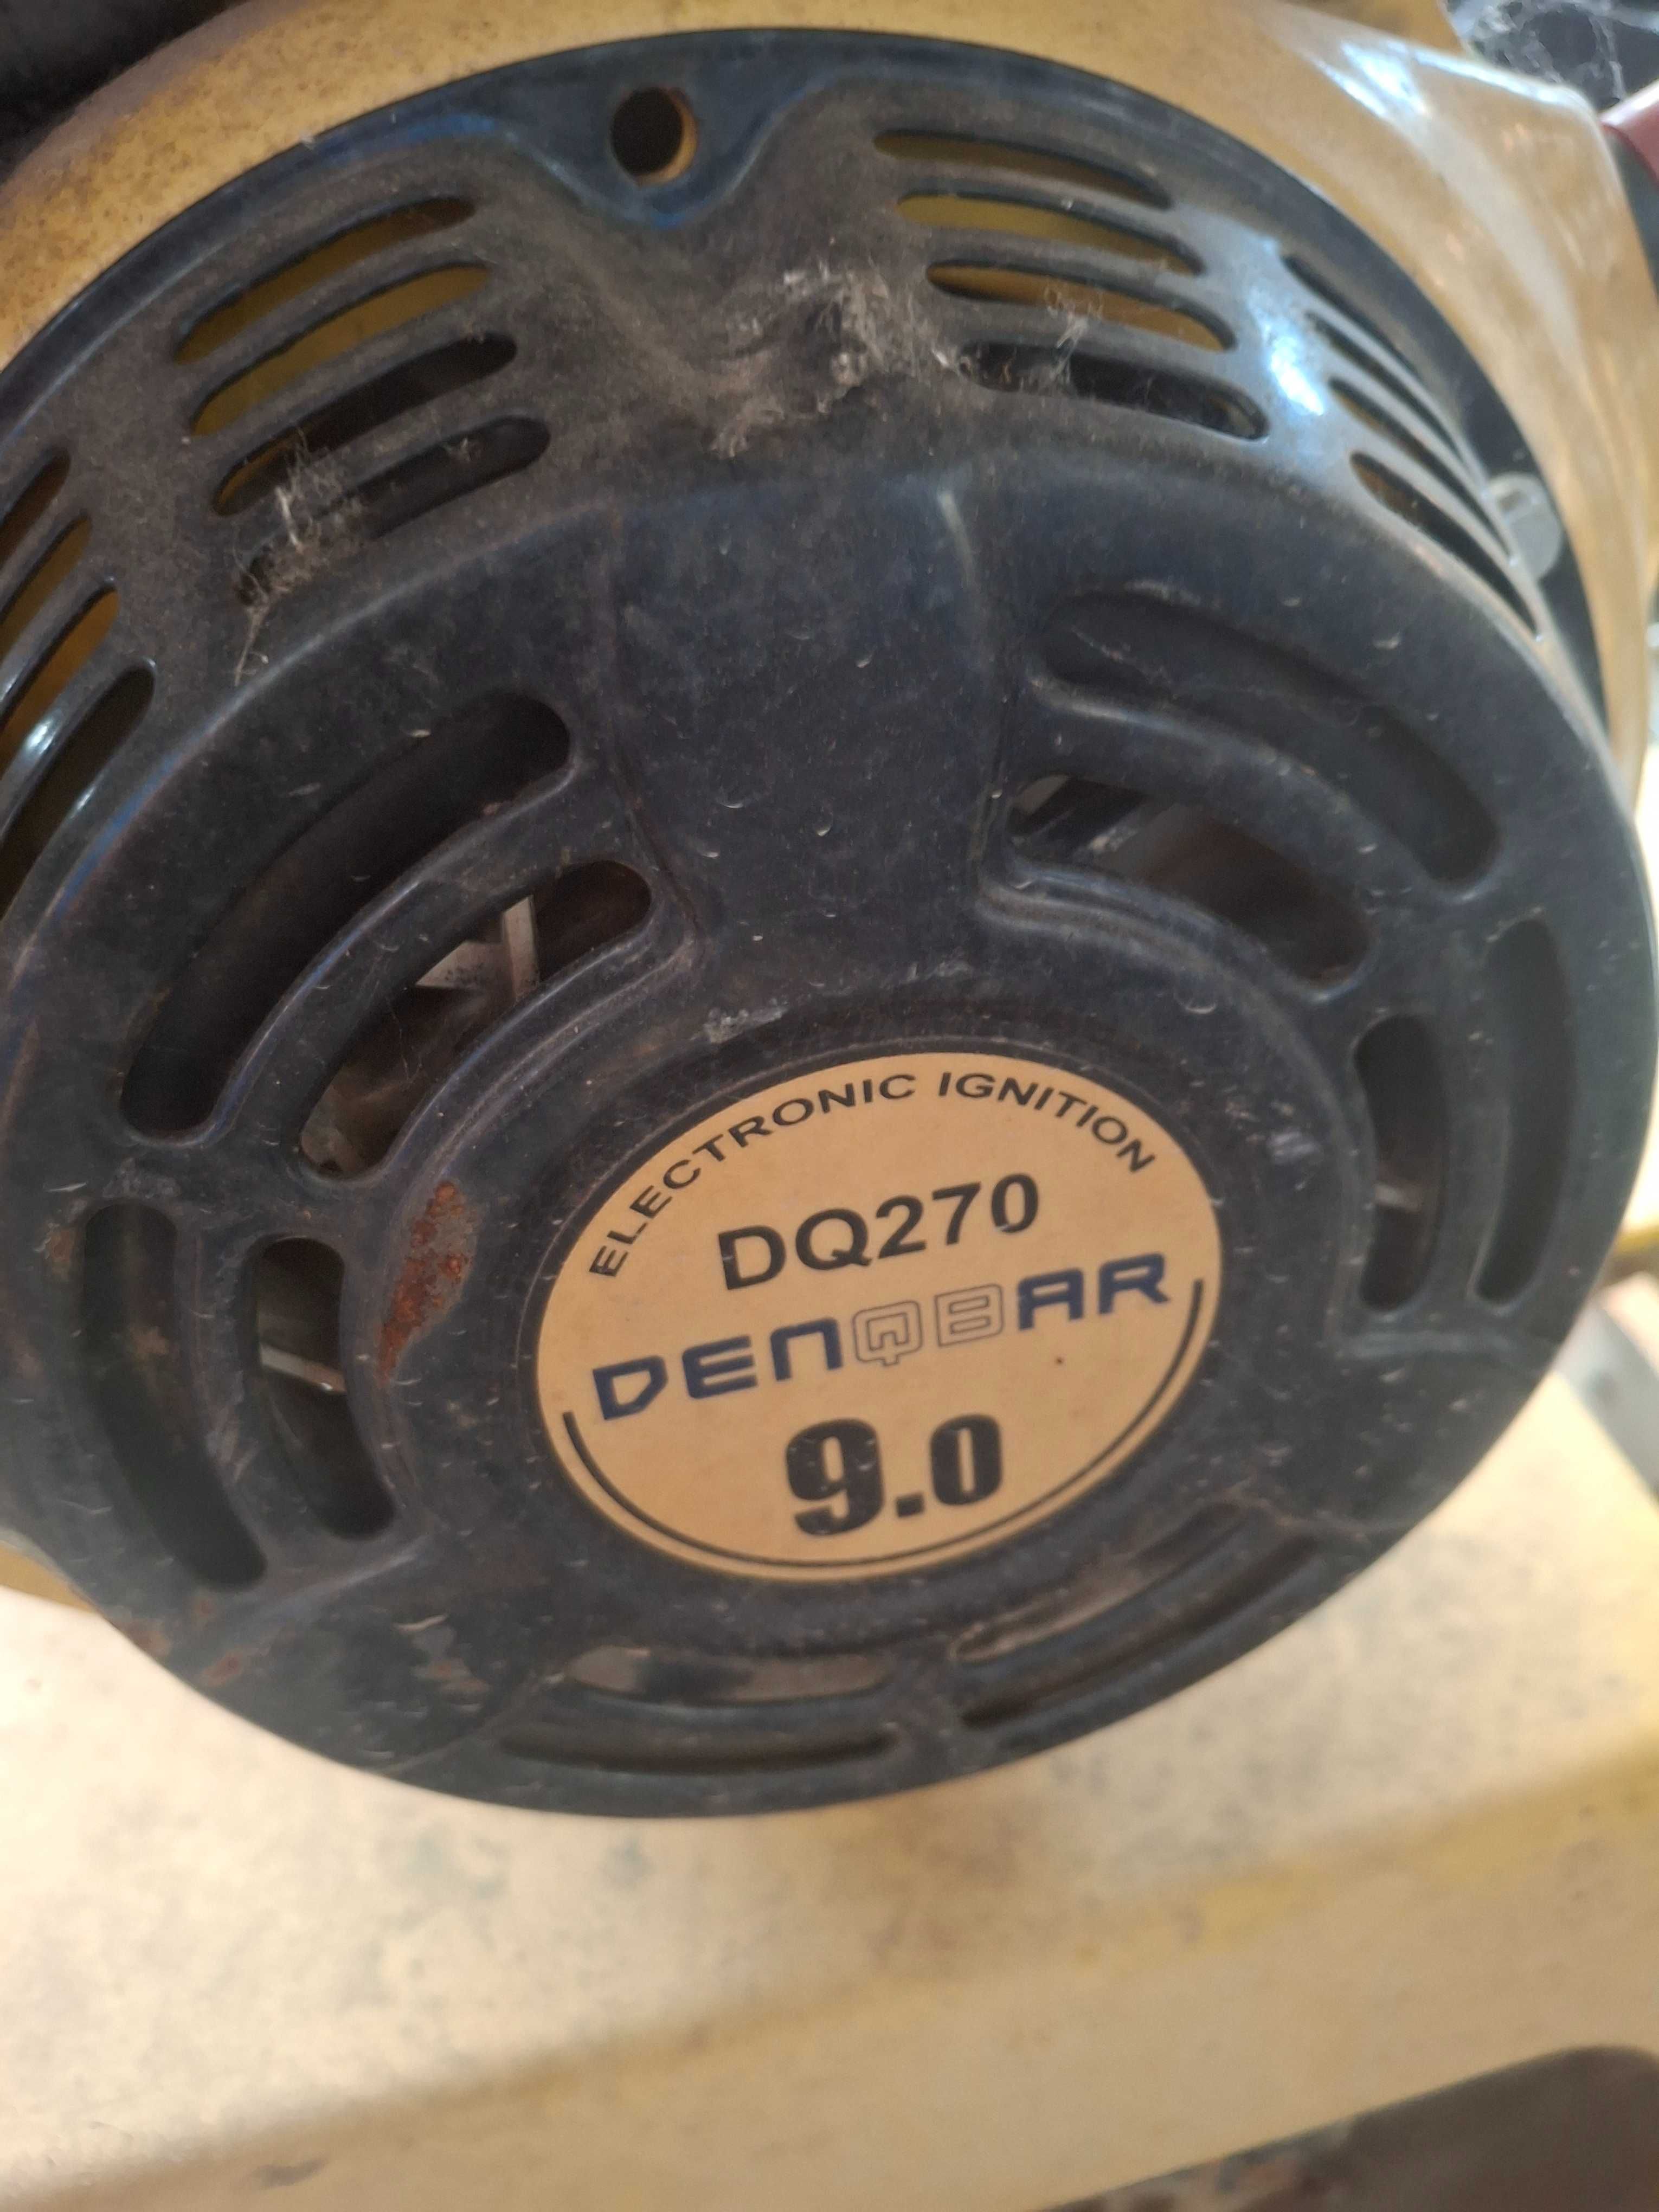 ELECTRONIC IGNITION
DQ270
DENQBAR
9.0